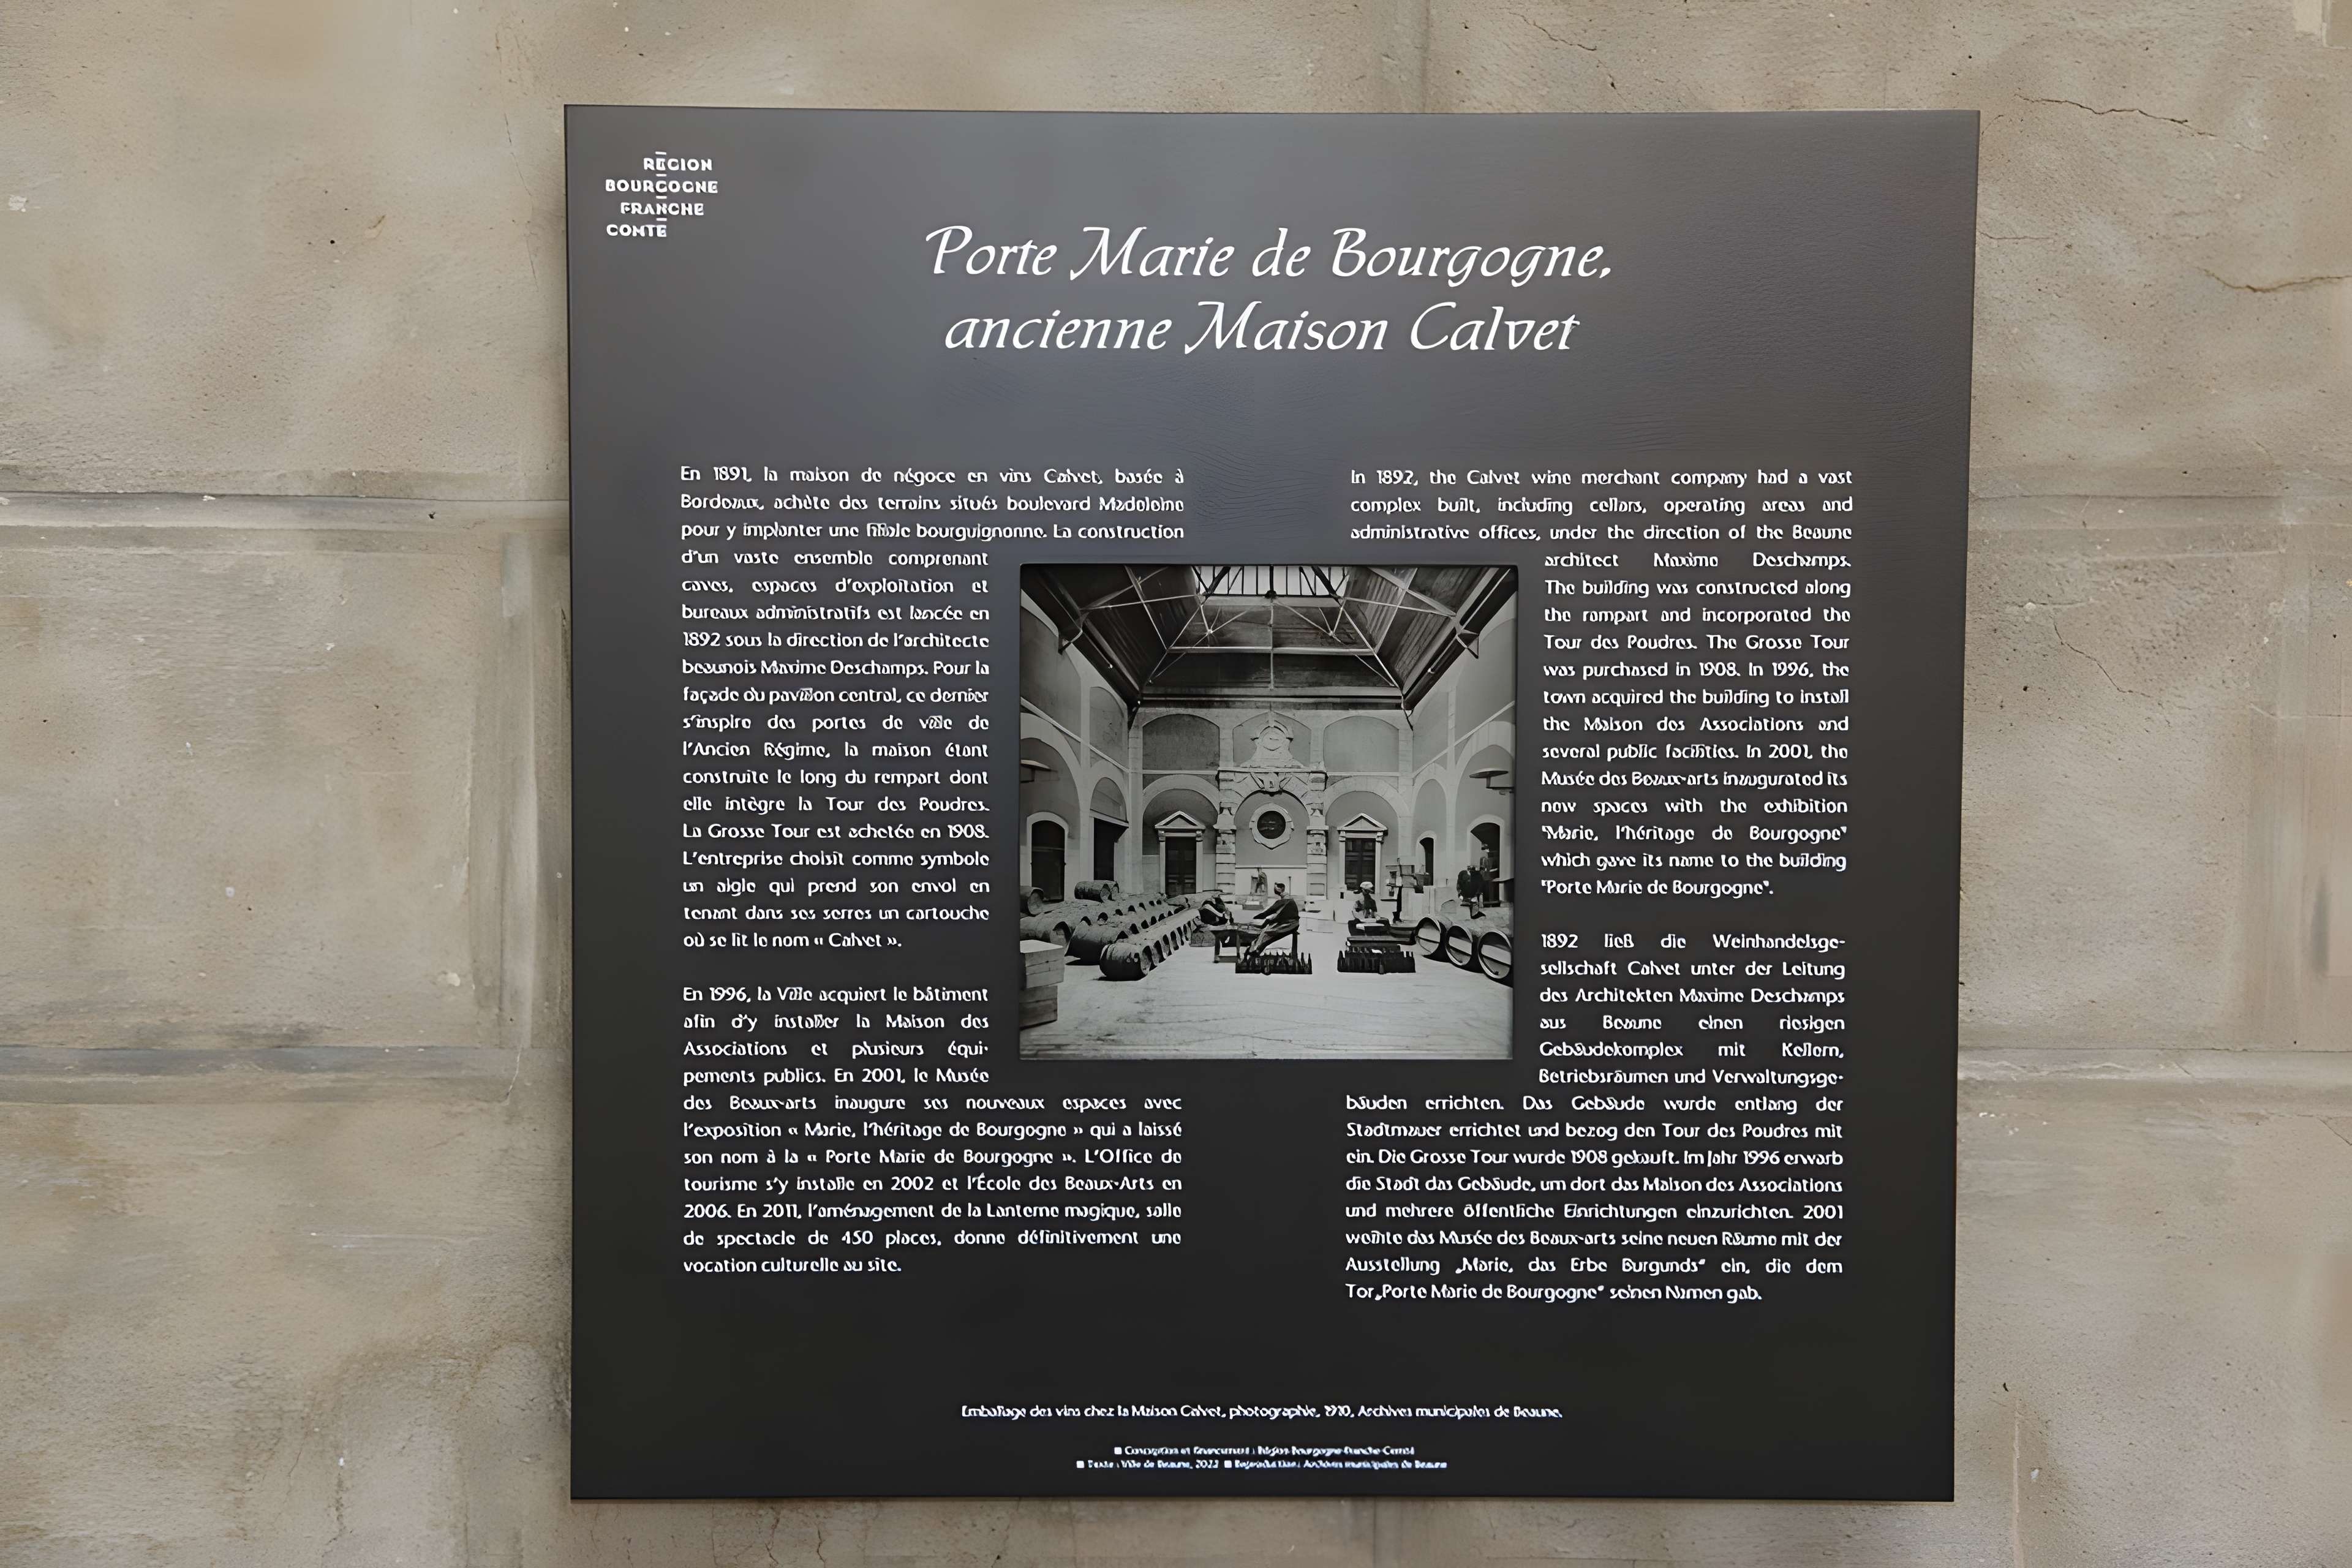 RÉGION
BOURGOGNE
FRANCHE
COMTÉ
Porte Marie de Bourgogne,
ancienne Maison Calvet
En 1891, la maison de négoce en vins Calvet, basée à
Bordeaux, achète des terrains situés boulevard Madeleine
pour y implanter une filiale bourguignonne. La construction
d'un vaste ensemble comprenant
caves, espaces d'exploitation et
bureaux administratifs est lancée en
1892 sous la direction de l'architecte
beaunois Maxime Deschamps. Pour la
façade du pavillon central, ce dernier
s'inspire des portes de ville de
l'Ancien Régime, la maison étant
construite le long du rempart dont
elle intègre la Tour des Poudres.
La Grosse Tour est achetée en 1908.
L'entreprise choisit comme symbole
un aigle qui prend son envol en
tenant dans ses serres un cartouche
où se lit le nom « Calvet ».
En 1996, la Ville acquiert le bâtiment
afin d'y installer la Maison des
Associations et plusieurs équi-
pements publics. En 2001, le Musée
des Beaux-arts inaugure ses nouveaux espaces avec
l'exposition « Marie, l'héritage de Bourgogne » qui a laissé
son nom à la « Porte Marie de Bourgogne ». L'Office de
tourisme s'y installe en 2002 et l'École des Beaux-Arts en
2006. En 2011, l'aménagement de la Lanterne magique, salle
de spectacle de 450 places, donne définitivement une
vocation culturelle au site.
In 1892, the Calvet wine merchant company had a vast
complex built, including cellars, operating areas and
administrative offices, under the direction of the Beaune
architect Maxime Deschamps.
The building was constructed along
the rampart and incorporated the
Tour des Poudres. The Grosse Tour
was purchased in 1908. In 1996, the
town acquired the building to install
the Maison des Associations and
several public facilities. In 2001, the
Musée des Beaux-arts inaugurated its
new spaces with the exhibition
"Marie, l'héritage de Bourgogne"
which gave its name to the building
"Porte Marie de Bourgogne".
1892 ließ die Weinhandelsge-
sellschaft Calvet unter der Leitung
des Architekten Maxime Deschamps
aus Beaune einen riesigen
Gebäudekomplex mit Kellern,
Betriebsräumen und Verwaltungsge-
bäuden errichten. Das Gebäude wurde entlang der
Stadtmauer errichtet und bezog den Tour des Poudres mit
ein. Die Grosse Tour wurde 1908 gekauft. Im Jahr 1996 erwarb
die Stadt das Gebäude, um dort das Maison des Associations
und mehrere öffentliche Einrichtungen einzurichten. 2001
weihte das Musée des Beaux-arts seine neuen Räume mit der
Ausstellung „Marie, das Erbe Burgunds" ein, die dem
Tor„Porte Marie de Bourgogne" seinen Namen gab.
Emballage des vins chez la Maison Calvet, photographie, 1910, Archives municipales de Beaune.
■ Conception et financement : Région Bourgogne-Franche-Comté
■ Texte : Ville de Beaune, 2022 ■ Reproduction : Archives municipales de Beaune